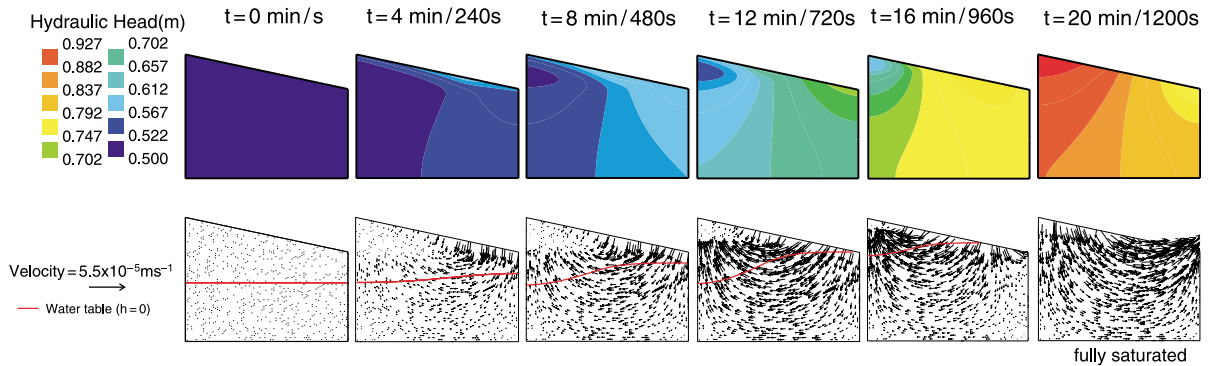 Hydraulic Head(m)
0.927
0.882
0.837
0.792
0.747
0.702
0.702
0.657
0.612
0.567
0.522
0.500
t=0 min/s
t=4 min/240s
t=8 min/480s
t=12 min/720s
t=16 min/960s
t=20 min/1200s
Velocity=5.5x10⁻⁵ms⁻¹
Water table (h=0)
fully saturated